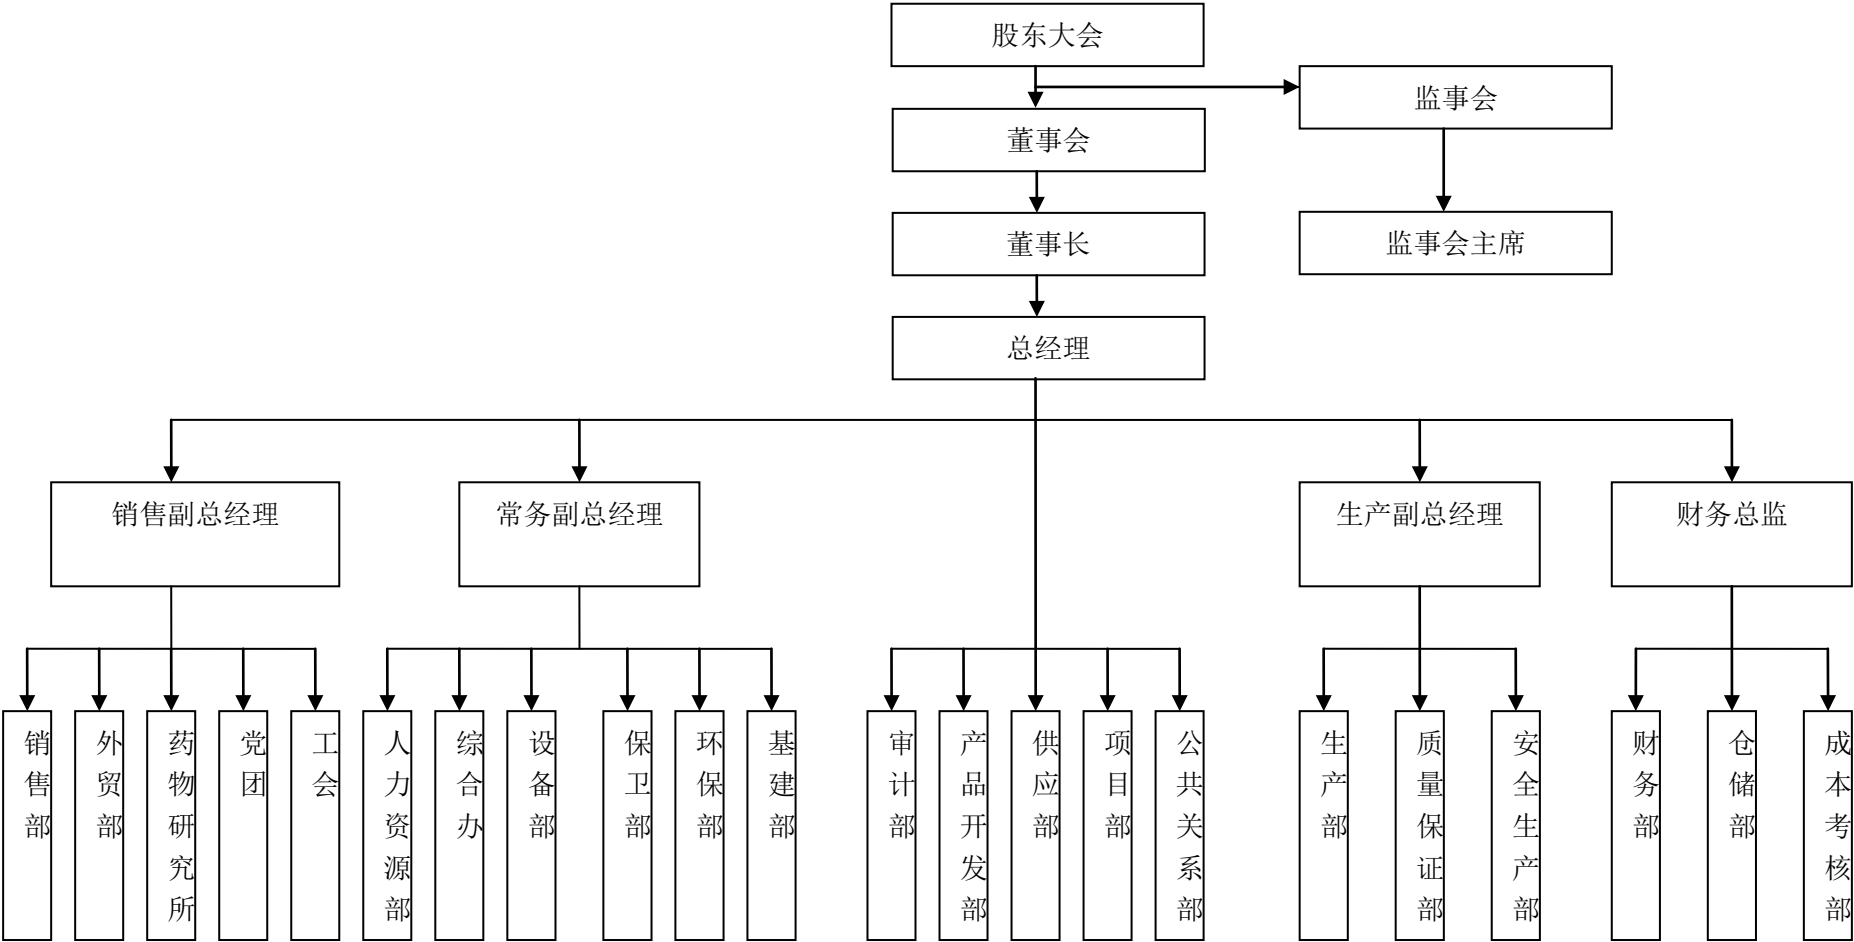 股东大会
监事会
董事会
董事长
监事会主席
总经理
销售副总经理
常务副总经理
生产副总经理
财务总监
销售部
外贸部
药物研究所
党团
工会
人力资源部
综合办
设备部
保卫部
环保部
基建部
审计部
产品开发部
供应部
项目部
公共关系部
生产部
质量保证部
安全生产部
财务部
仓储部
成本考核部